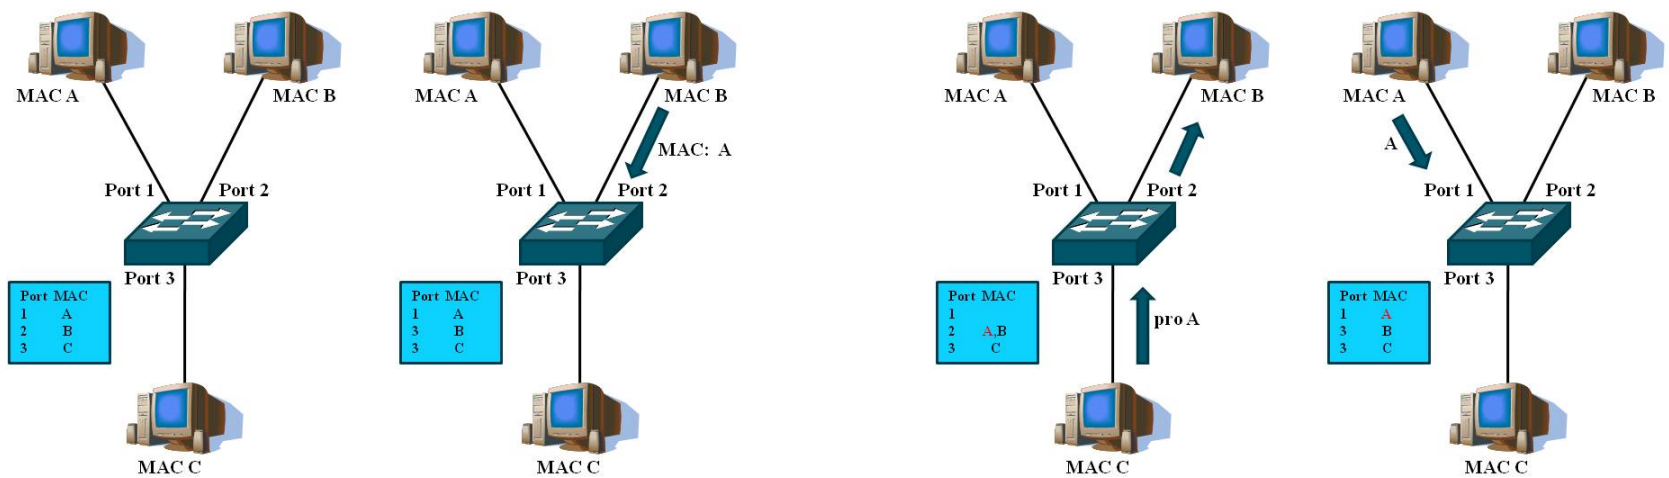 MAC A
MAC B
Port 1
Port 2
Port 3
Port MAC
1 A
2 B
3 C
MAC C
MAC A
MAC B
MAC: A
Port 1
Port 2
Port 3
Port MAC
1 A
3 B
3 C
MAC C
MAC A
MAC B
Port 1
Port 2
Port 3
Port MAC
1
2 A,B
3 C
pro A
MAC C
MAC A
MAC B
A
Port 1
Port 2
Port 3
Port MAC
1 A
3 B
3 C
MAC C